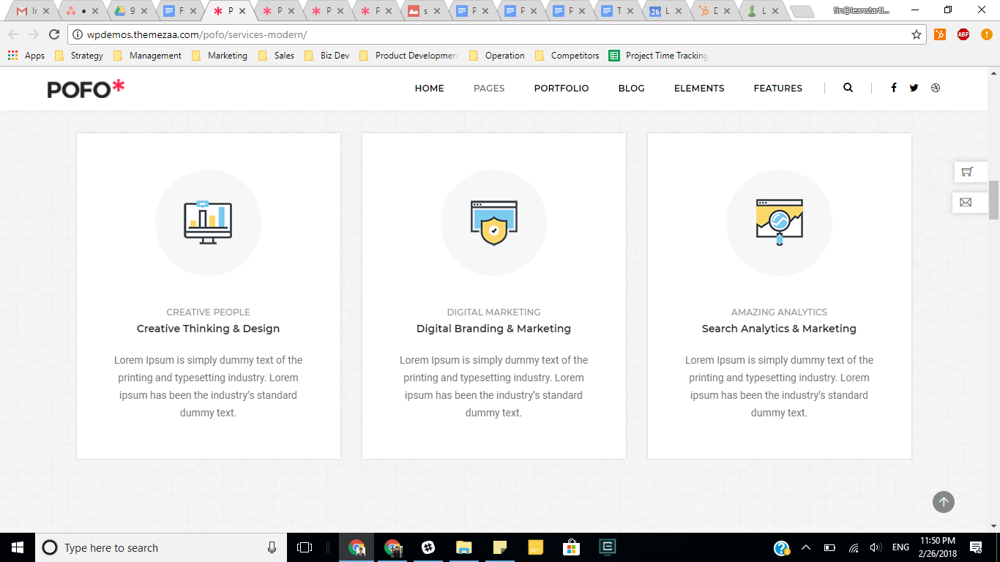 In
9
F
P
P
P
P
s
P
P
P
T
26
L
D
L
tin@leanstartl...
wpdemos.themezaa.com/pofo/services-modern/
ABP
Apps
Strategy
Management
Marketing
Sales
Biz Dev
Product Developmen
Operation
Competitors
Project Time Tracking
POFO*
HOME
PAGES
PORTFOLIO
BLOG
ELEMENTS
FEATURES
CREATIVE PEOPLE
Creative Thinking & Design
Lorem Ipsum is simply dummy text of the
printing and typesetting industry. Lorem
ipsum has been the industry’s standard
dummy text.
DIGITAL MARKETING
Digital Branding & Marketing
Lorem Ipsum is simply dummy text of the
printing and typesetting industry. Lorem
ipsum has been the industry’s standard
dummy text.
AMAZING ANALYTICS
Search Analytics & Marketing
Lorem Ipsum is simply dummy text of the
printing and typesetting industry. Lorem
ipsum has been the industry’s standard
dummy text.
Type here to search
ENG
11:50 PM
2/26/2018